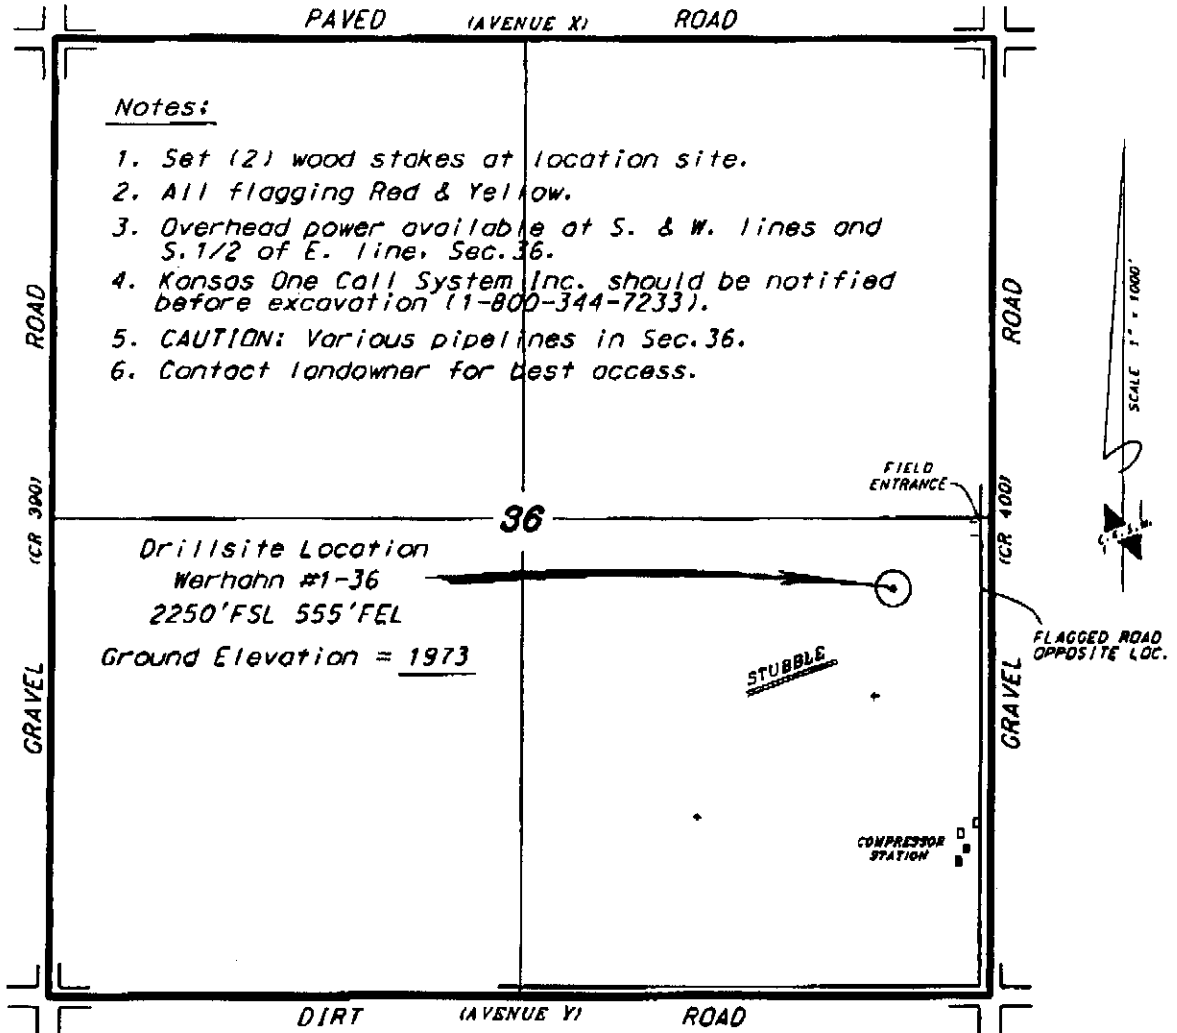 PAVED (AVENUE X) ROAD
Notes:
1. Set (2) wood stakes at location site.
2. All flagging Red & Yellow.
3. Overhead power available at S. & W. lines and
S. 1/2 of E. line, Sec.36.
4. Kansas One Call System Inc. should be notified
before excavation (1-800-344-7233).
5. CAUTION: Various pipelines in Sec.36.
6. Contact landowner for best access.
ROAD
ROAD
SCALE 1" = 1000'
FIELD
ENTRANCE
(CR 390)
36
(CR 400)
Drillsite Location
Werhahn #1-36
2250'FSL 555'FEL
Ground Elevation = 1973
FLAGGED ROAD
OPPOSITE LOC.
STUBBLE
GRAVEL
GRAVEL
COMPRESSOR
STATION
DIRT (AVENUE Y) ROAD